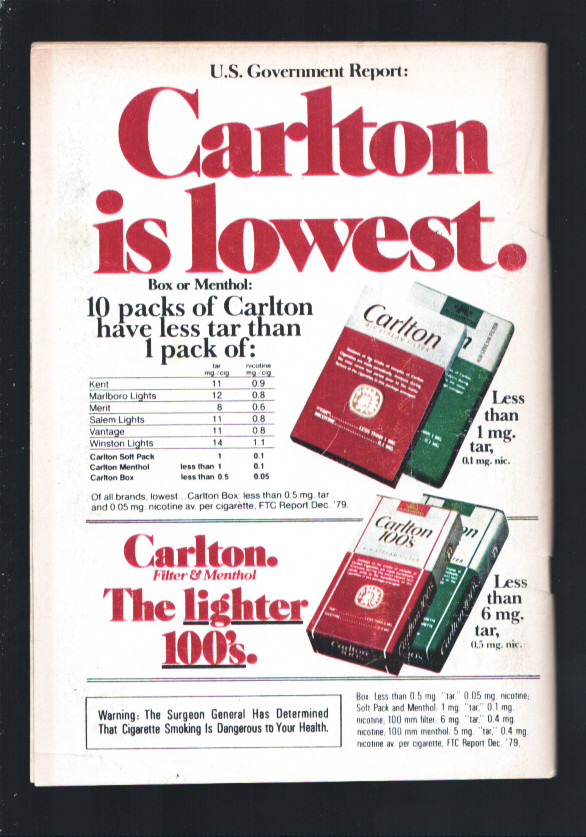 U.S. Government Report:
Carlton
is lowest.
Box or Menthol:
10 packs of Carlton
have less tar than
1 pack of:
tar nicotine
mg./cig mg./cig
Kent 11 0.9
Marlboro Lights 12 0.8
Merit 8 0.6
Salem Lights 11 0.8
Vantage 11 0.8
Winston Lights 14 1.1
Carlton Soft Pack 1 0.1
Carlton Menthol less than 1 0.1
Carlton Box less than 0.5 0.05
Of all brands, lowest...Carlton Box: less than 0.5 mg. tar
and 0.05 mg. nicotine av. per cigarette, FTC Report Dec. '79.
Carlton
AIR-STREAM FILTER
Less
than
1 mg.
tar,
0.1 mg. nic.
Carlton.
Filter & Menthol
The lighter
100's.
Carlton
100's
Less
than
6 mg.
tar,
0.5 mg. nic.
Warning: The Surgeon General Has Determined
That Cigarette Smoking Is Dangerous to Your Health.
Box: Less than 0.5 mg. "tar," 0.05 mg. nicotine;
Soft Pack and Menthol: 1 mg. "tar," 0.1 mg.
nicotine; 100 mm filter: 6 mg. "tar," 0.4 mg.
nicotine; 100 mm menthol: 5 mg. "tar," 0.4 mg.
nicotine av. per cigarette, FTC Report Dec. '79.